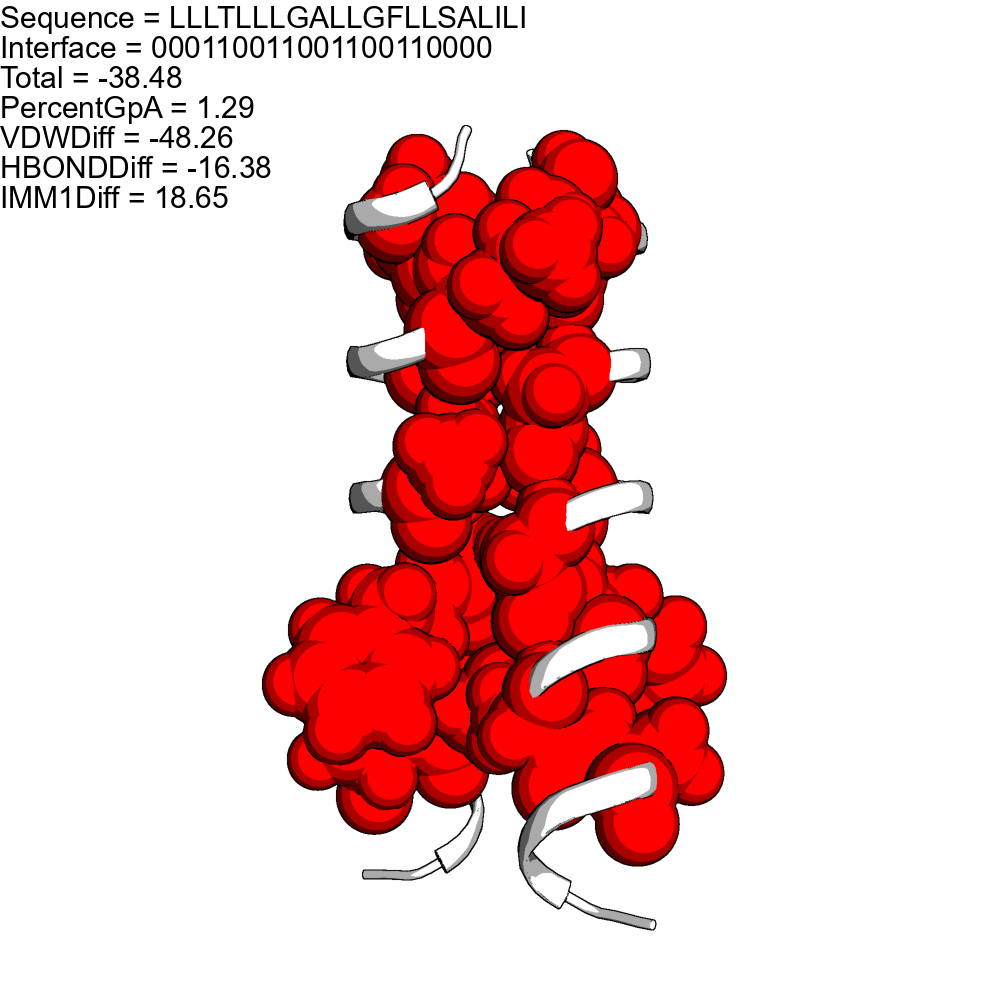 Sequence = LLLTLLLGALLGFLLSALILI
Interface = 000110011001100110000
Total = -38.48
PercentGpA = 1.29
VDWDiff = -48.26
HBONDDiff = -16.38
IMM1Diff = 18.65